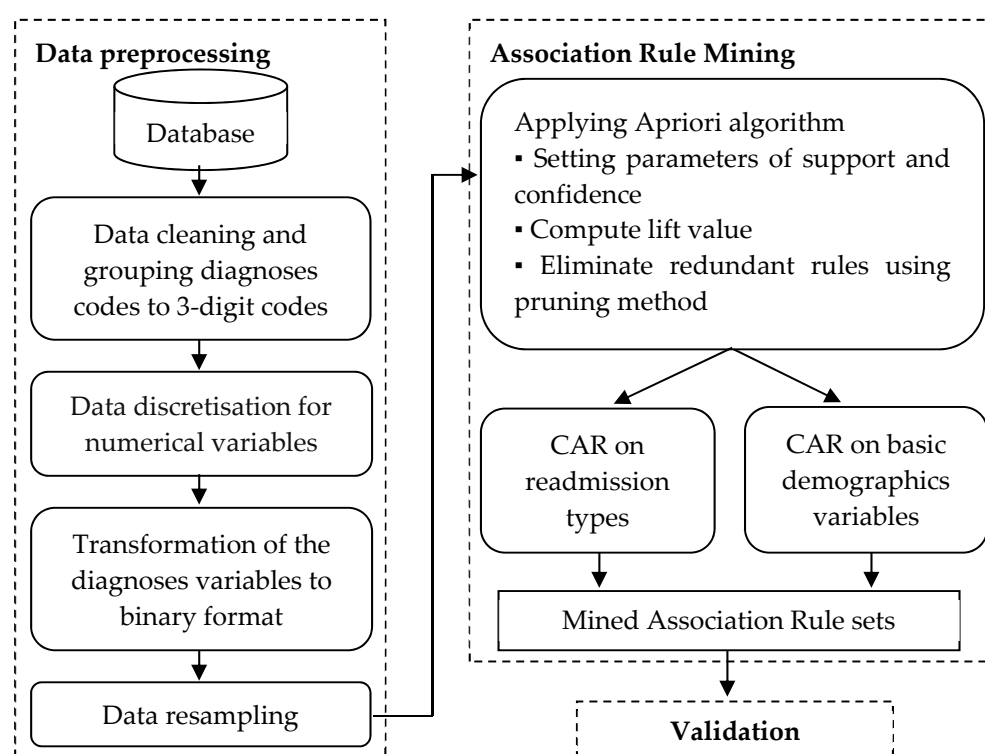 Data preprocessing
Database
Data cleaning and
grouping diagnoses
codes to 3-digit codes
Data discretisation for
numerical variables
Transformation of the
diagnoses variables to
binary format
Data resampling
Association Rule Mining
Applying Apriori algorithm
▪ Setting parameters of support and
confidence
▪ Compute lift value
▪ Eliminate redundant rules using
pruning method
CAR on
readmission
types
CAR on basic
demographics
variables
Mined Association Rule sets
Validation